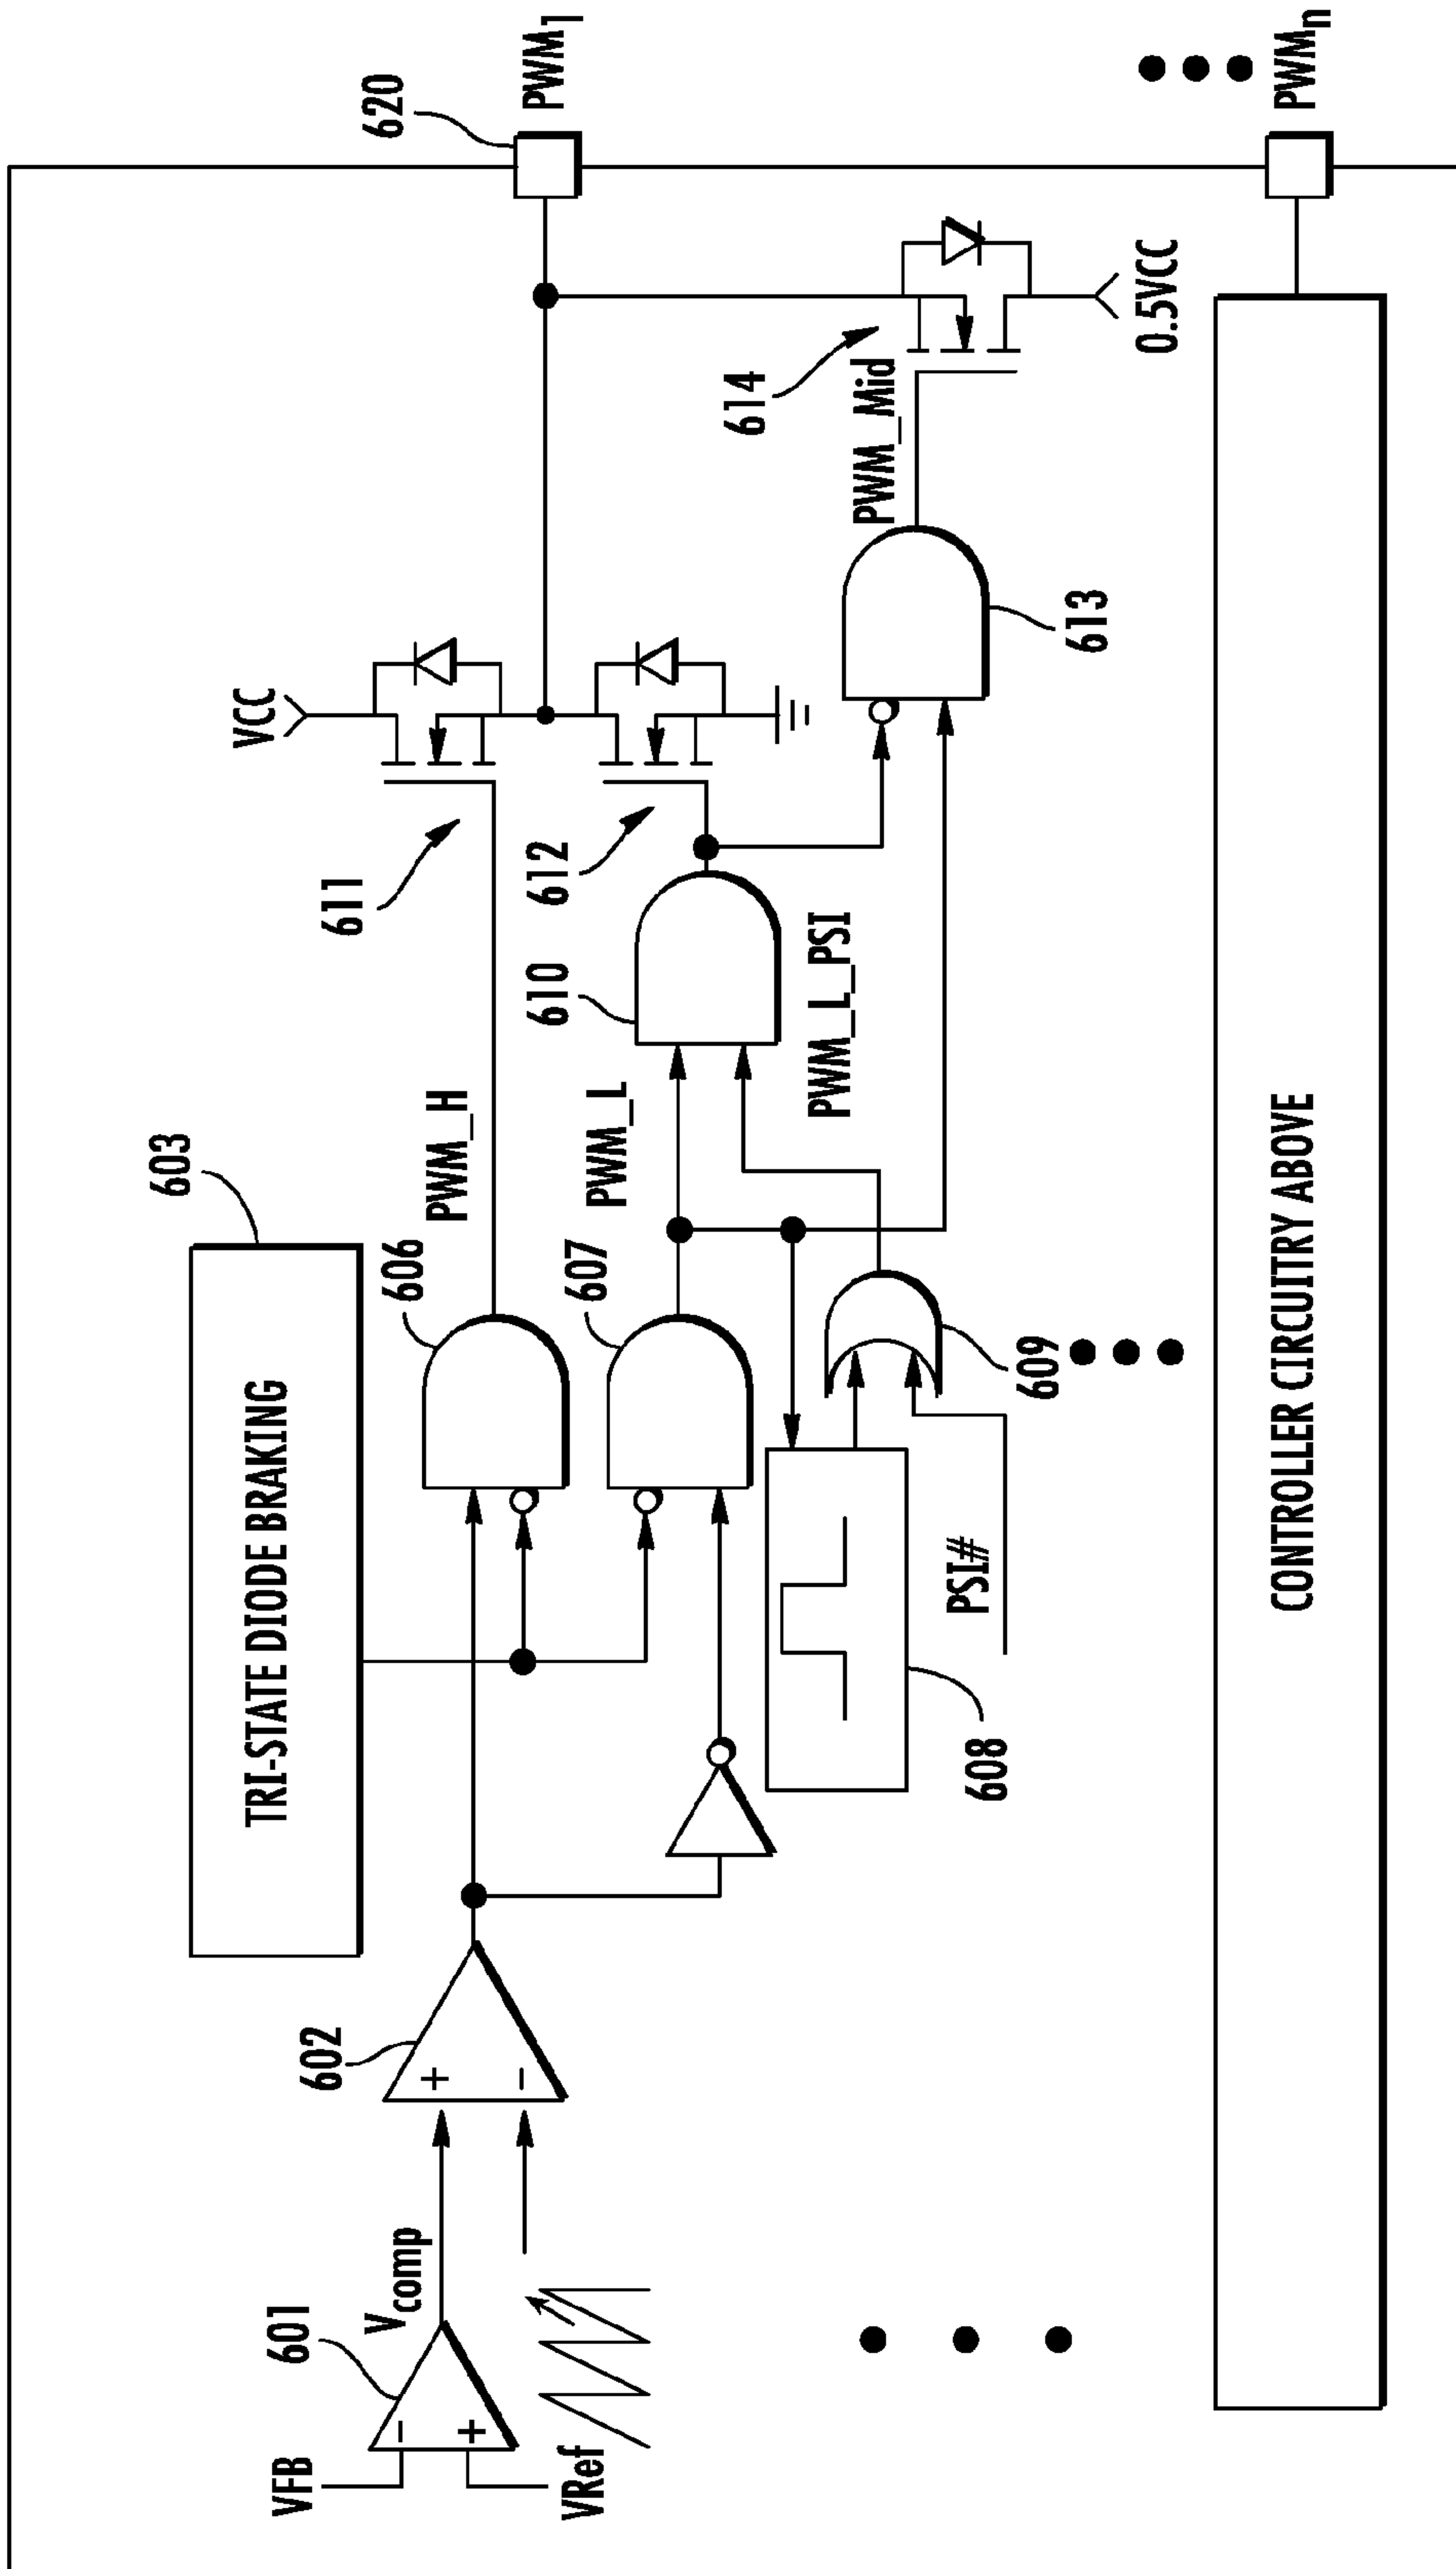 603
TRI-STATE DIODE BRAKING
VCC
620
PWM1
611
606
PWM_H
602
+
−
601
Vcomp
VFB
−
+
VRef
607
PWM_L
610
612
614
PWM_L_PSI
PWM_Mid
PSI#
608
609
613
0.5VCC
CONTROLLER CIRCUITRY ABOVE
PWMn